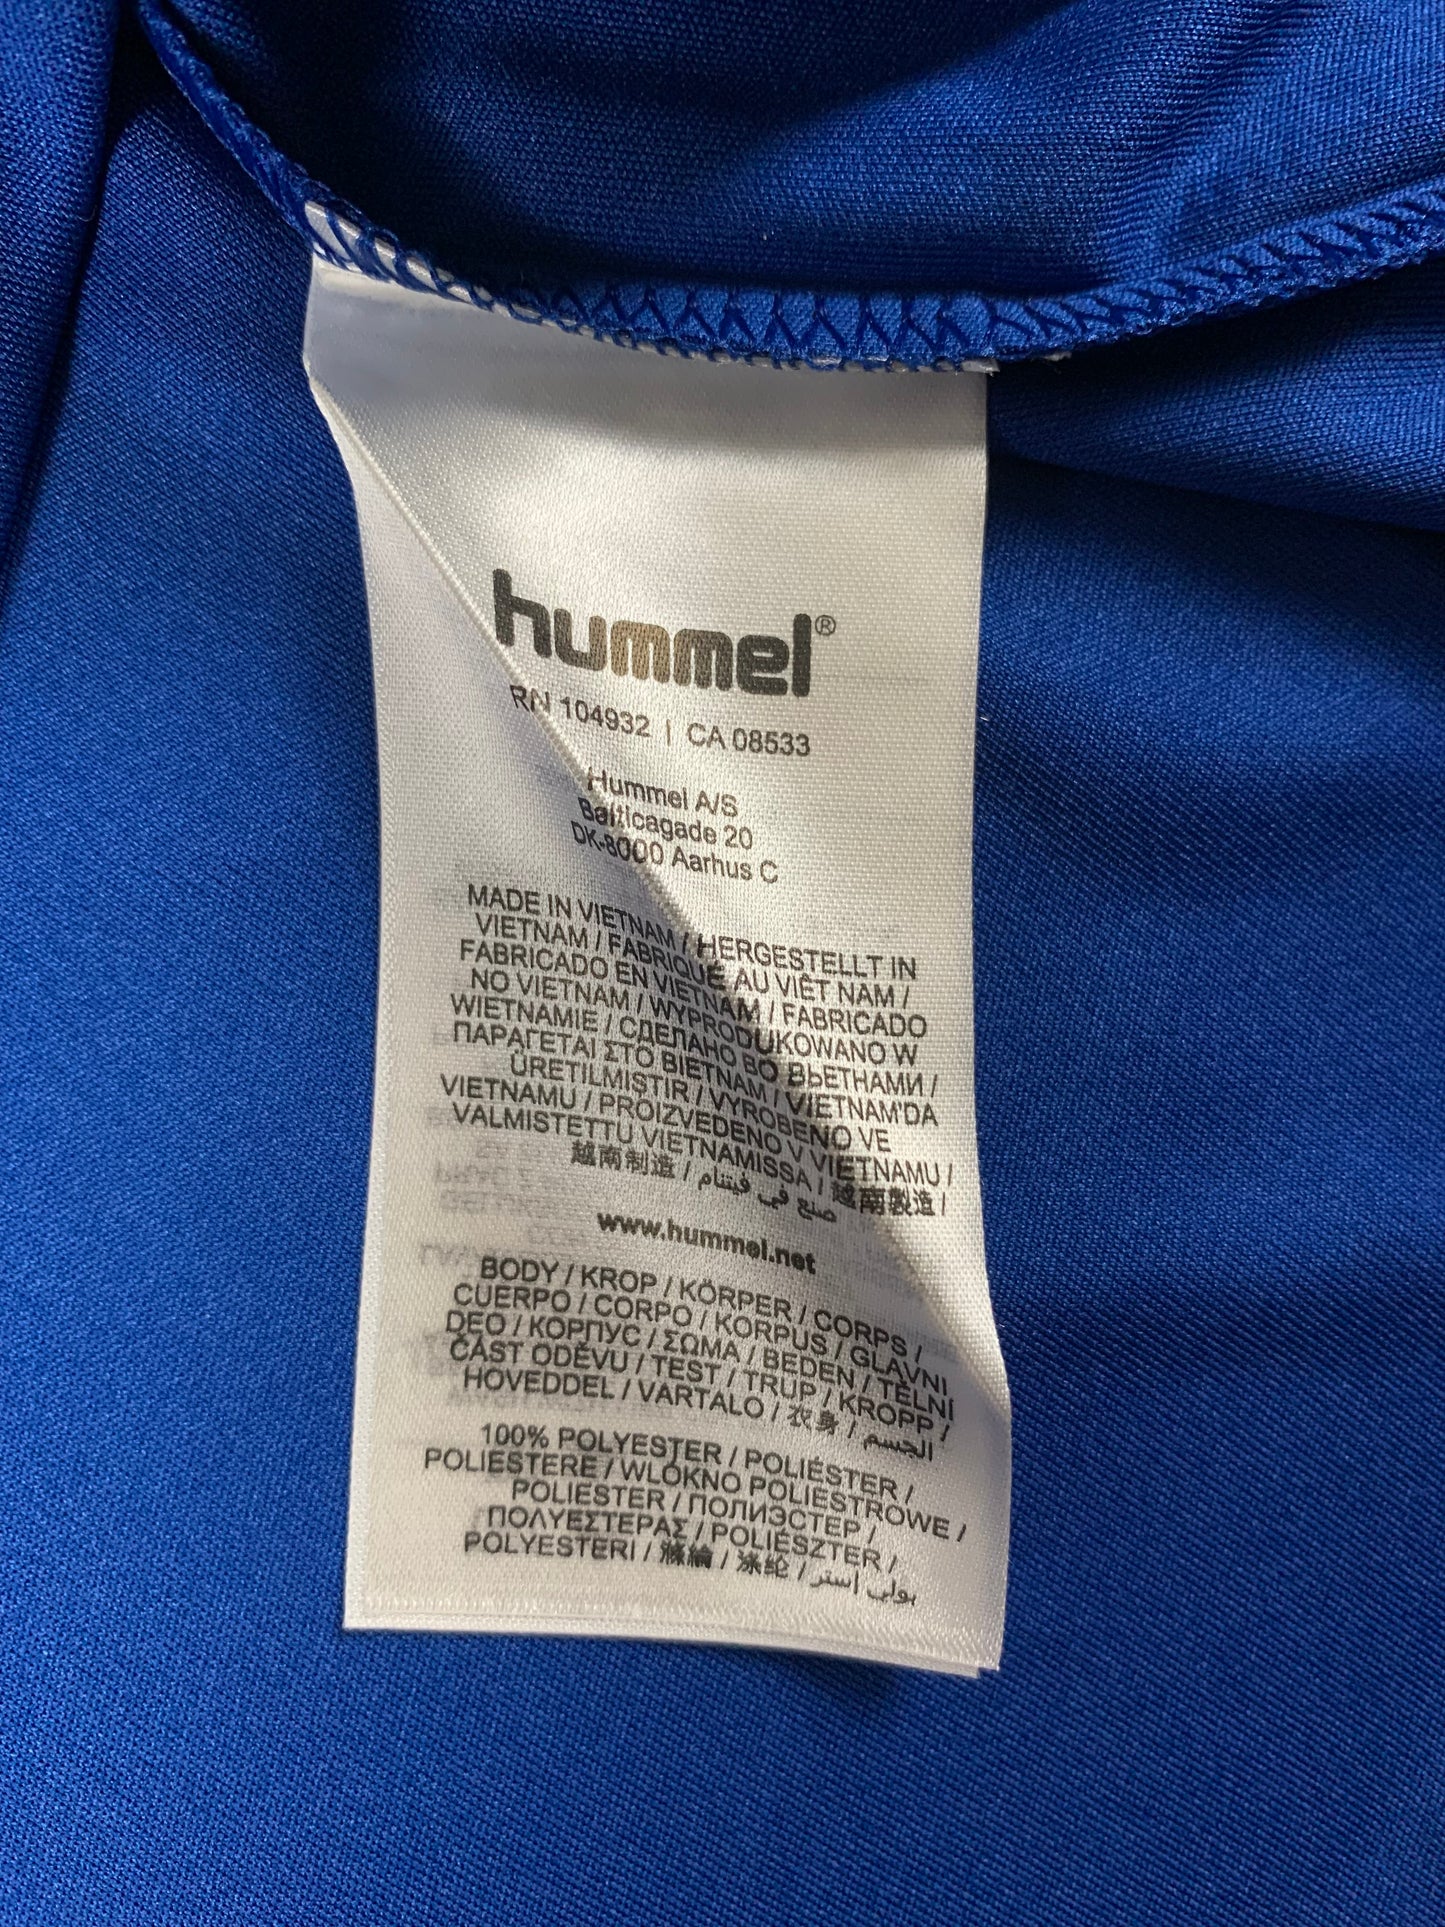 hummel®
RN 104932 | CA 08533
Hummel A/S
Balticagade 20
DK-8000 Aarhus C
MADE IN VIETNAM / HERGESTELLT IN
VIETNAM / FABRIQUÉ AU VIÊT NAM /
FABRICADO EN VIETNAM / FABRICADO
NO VIETNAM / WYPRODUKOWANO W
WIETNAMIE / СДЕЛАНО ВО ВЬЕТНАМИ /
ΠΑΡΑΓΕΤΑΙ ΣΤΟ ΒΙΕΤΝΑΜ / VIETNAM'DA
ÜRETILMISTIR / VYROBENO VE
VIETNAMU / PROIZVEDENO V VIETNAMU /
VALMISTETTU VIETNAMISSA / 越南製造 /
越南制造 / صنع في فيتنام
www.hummel.net
BODY / KROP / KÖRPER / CORPS /
CUERPO / CORPO / KORPUS / GLAVNI
DEO / КОРПУС / ΣΩΜΑ / BEDEN / TĚLNÍ
ČÁST ODĚVU / TEST / TRUP / KROPP /
HOVEDDEL / VARTALO / 衣身 / الجسم
100% POLYESTER / POLIÉSTER /
POLIESTERE / WLÓKNO POLIESTROWE /
POLIESTER / ПОЛИЭСТЕР /
ΠΟΛΥΕΣΤΕΡΑΣ / POLIÉSZTER /
POLYESTERI / 滌綸 / 涤纶 / بولي استر